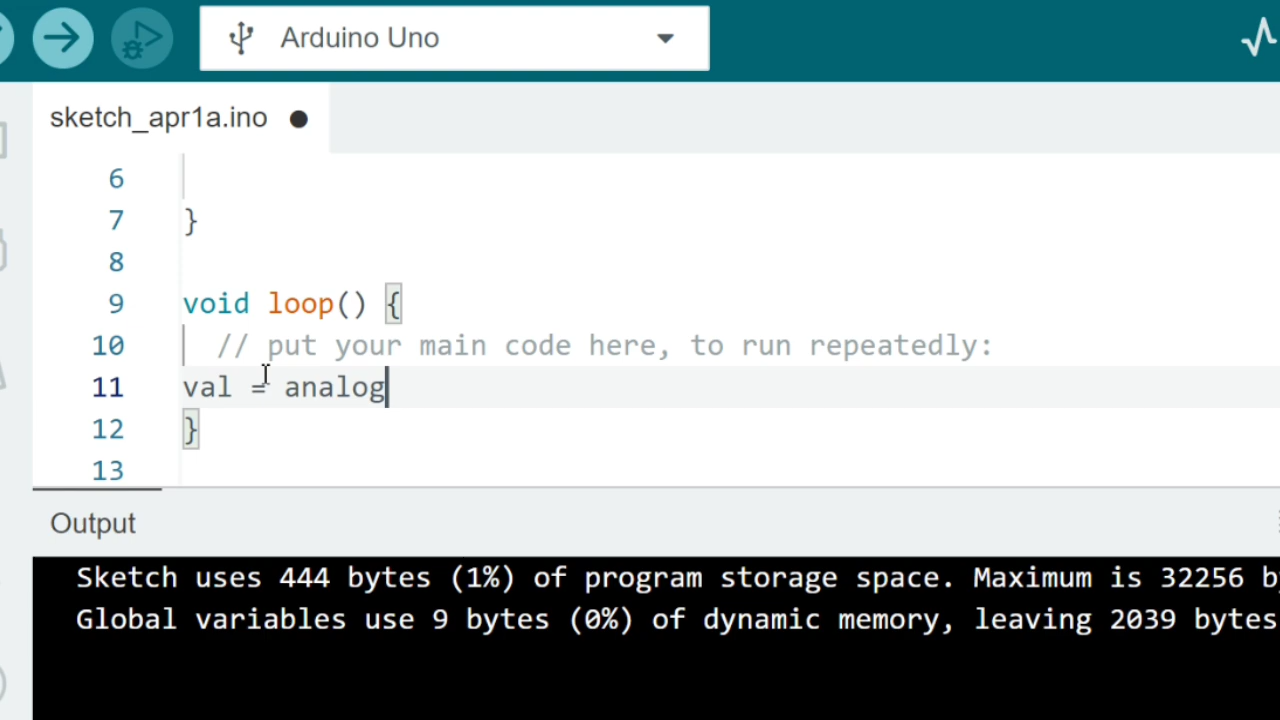 Arduino Uno
sketch_apr1a.ino
6
7 }
8
9 void loop() {
10 // put your main code here, to run repeatedly:
11 val = analog
12 }
13
Output
Sketch uses 444 bytes (1%) of program storage space. Maximum is 32256
Global variables use 9 bytes (0%) of dynamic memory, leaving 2039 bytes